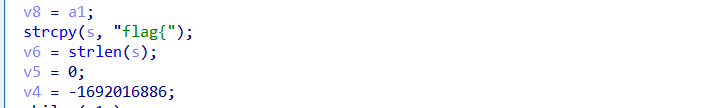 v8 = a1;
strcpy(s, "flag{");
v6 = strlen(s);
v5 = 0;
v4 = -1692016886;